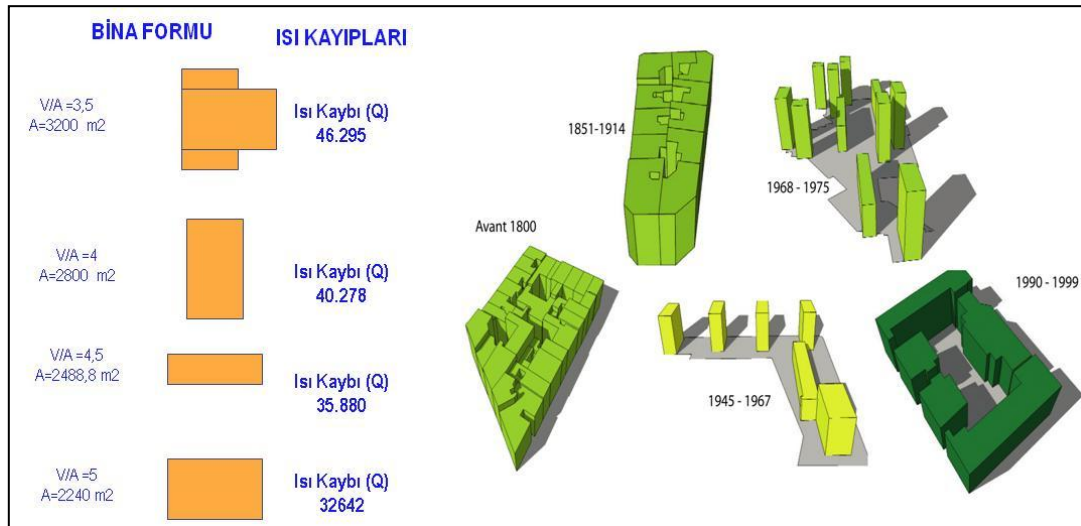 BİNA FORMU
ISI KAYIPLARI
V/A =3,5
A=3200 m2
Isı Kaybı (Q)
46.295
V/A =4
A=2800 m2
Isı Kaybı (Q)
40.278
V/A =4,5
A=2488,8 m2
Isı Kaybı (Q)
35.880
V/A =5
A=2240 m2
Isı Kaybı (Q)
32642
1851-1914
1968 - 1975
Avant 1800
1990 - 1999
1945 - 1967